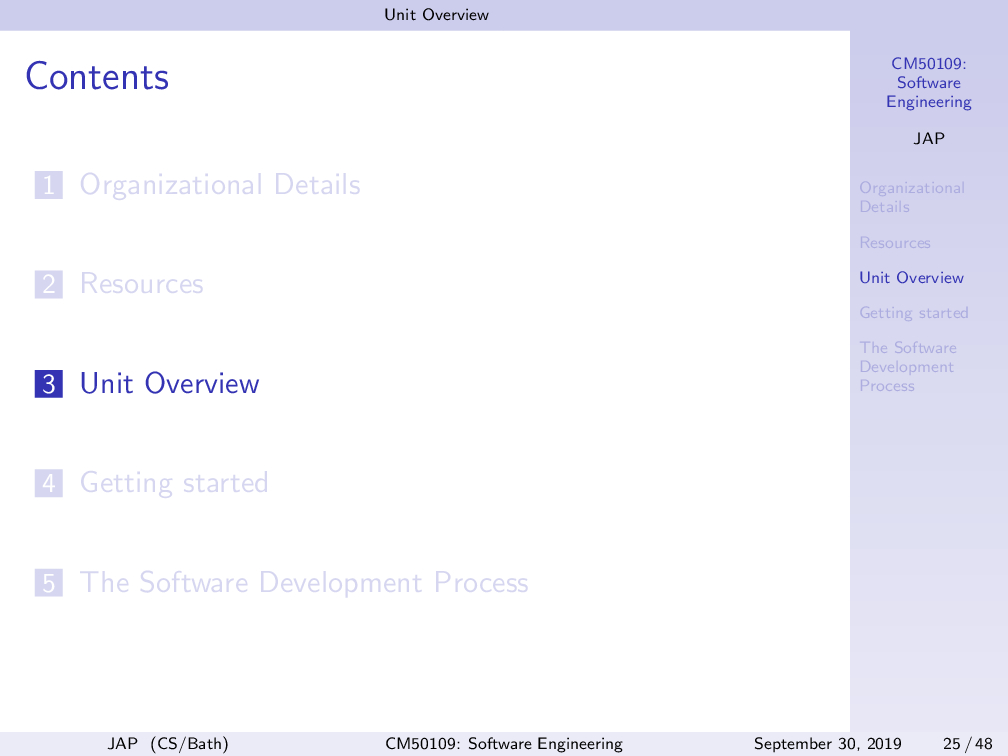 Unit Overview
Contents
1 Organizational Details
2 Resources
3 Unit Overview
4 Getting started
5 The Software Development Process
CM50109:
Software
Engineering
JAP
Organizational
Details
Resources
Unit Overview
Getting started
The Software
Development
Process
JAP (CS/Bath) CM50109: Software Engineering September 30, 2019 25 / 48